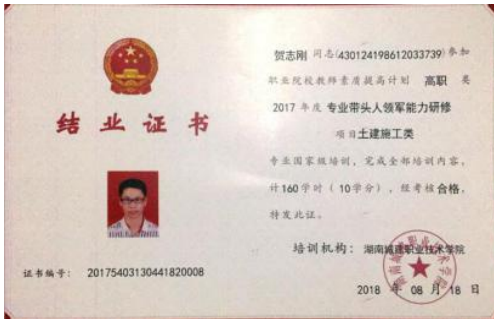 结业证书
证书编号： 20175403130441820008
贺志刚 同志(430124198612033739)参加
职业院校教师素质提高计划 高职 类
2017 年度 专业带头人领军能力研修
项目土建施工类
专业国家级培训，完成全部培训内容，
计160学时（10学分），经考核合格，
特发此证。
培训机构： 湖南城建职业技术学院
2018 年 08 月 18 日